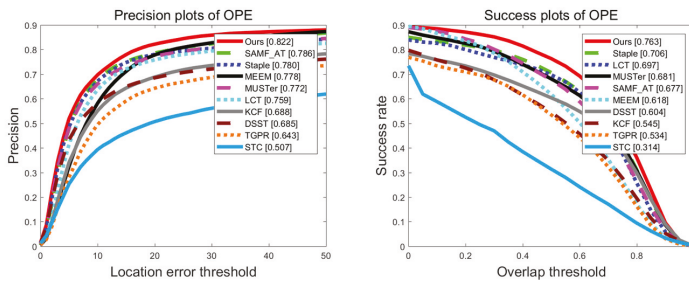 Precision plots of OPE
0.9
0.8
0.7
0.6
0.5
0.4
0.3
0.2
0.1
0
Precision
Ours [0.822]
SAMF_AT [0.786]
Staple [0.780]
MEEM [0.778]
MUSTer [0.772]
LCT [0.759]
KCF [0.688]
DSST [0.685]
TGPR [0.643]
STC [0.507]
0 10 20 30 40 50
Location error threshold
Success plots of OPE
0.9
0.8
0.7
0.6
0.5
0.4
0.3
0.2
0.1
0
Success rate
Ours [0.763]
Staple [0.706]
LCT [0.697]
MUSTer [0.681]
SAMF_AT [0.677]
MEEM [0.618]
DSST [0.604]
KCF [0.545]
TGPR [0.534]
STC [0.314]
0 0.2 0.4 0.6 0.8
Overlap threshold